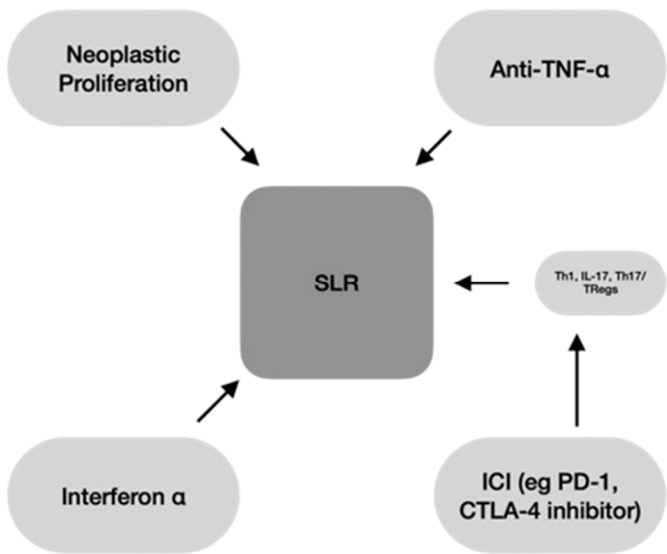 Neoplastic
Proliferation
Anti-TNF-α
SLR
Th1, IL-17, Th17/
TRegs
Interferon α
ICI (eg PD-1,
CTLA-4 inhibitor)